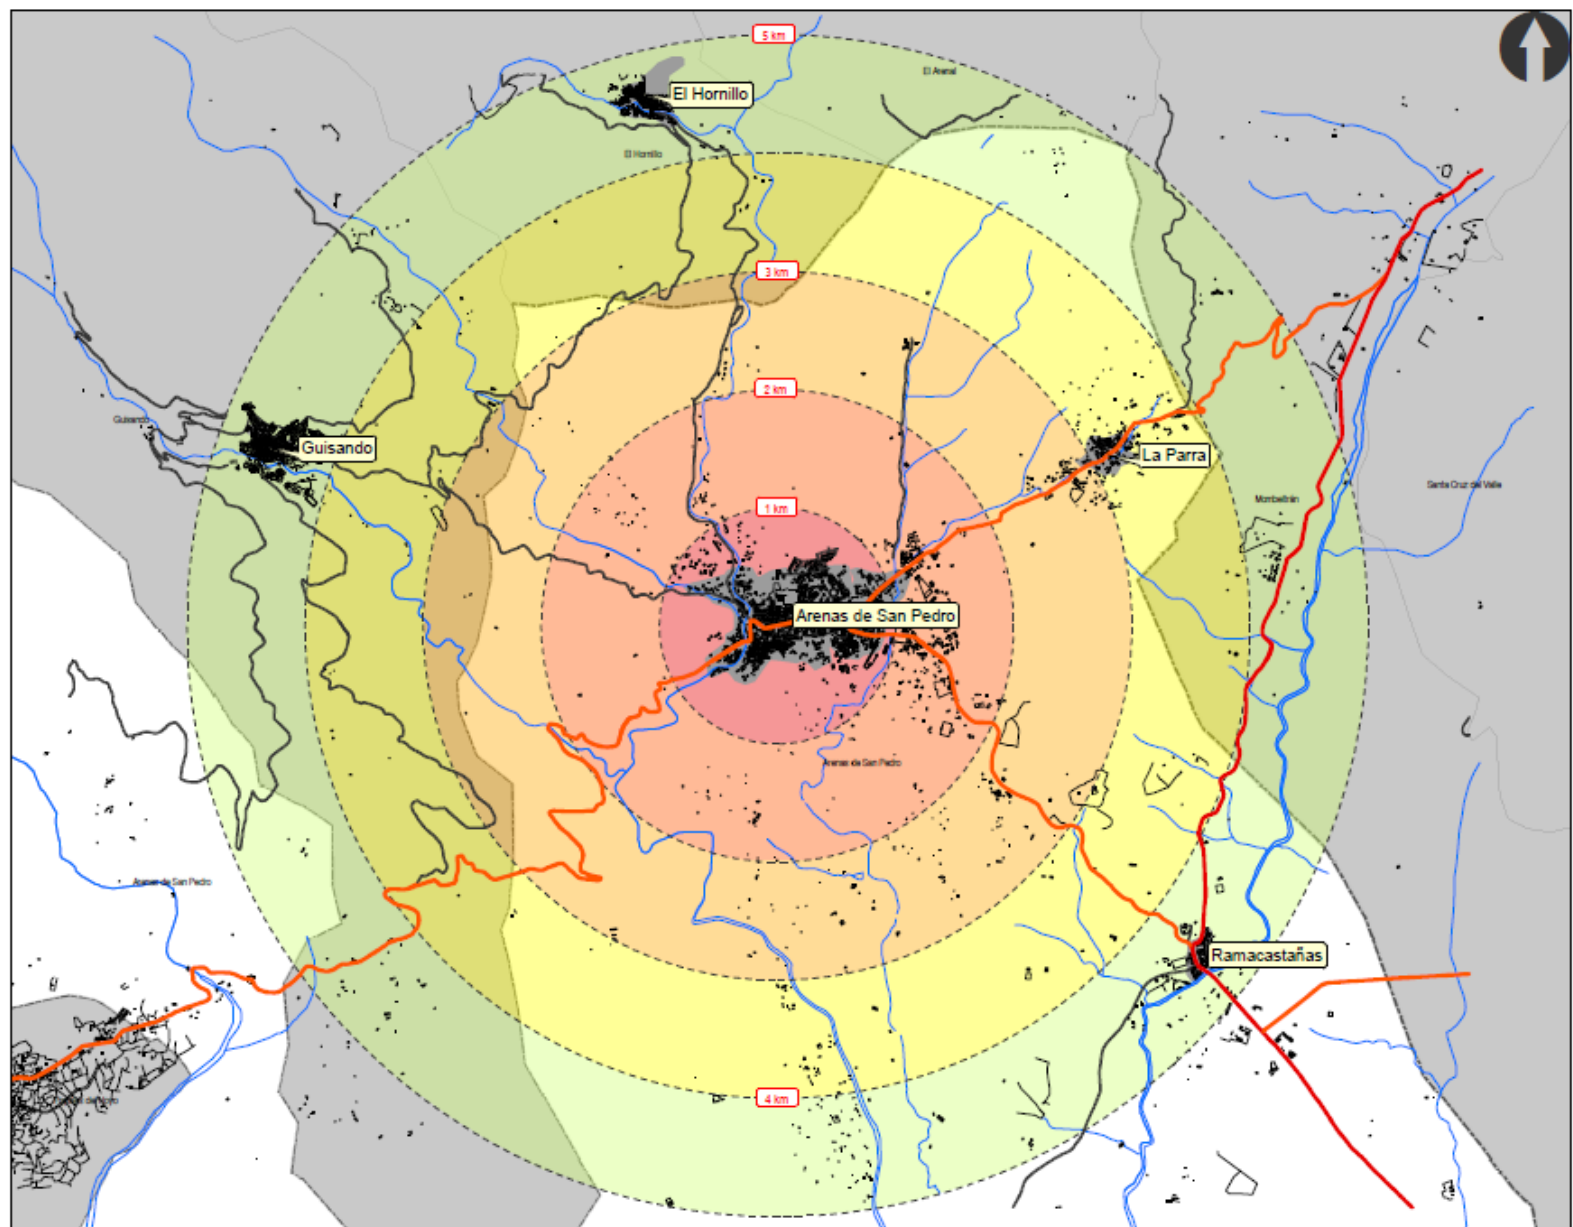 5 km
El Arenal
El Hornillo
El Hornillo
3 km
2 km
Guisando
Guisando
La Parra
Santa Cruz del Valle
Mombeltrán
1 km
Arenas de San Pedro
Arenas de San Pedro
Arenas de San Pedro
Ramacastañas
4 km